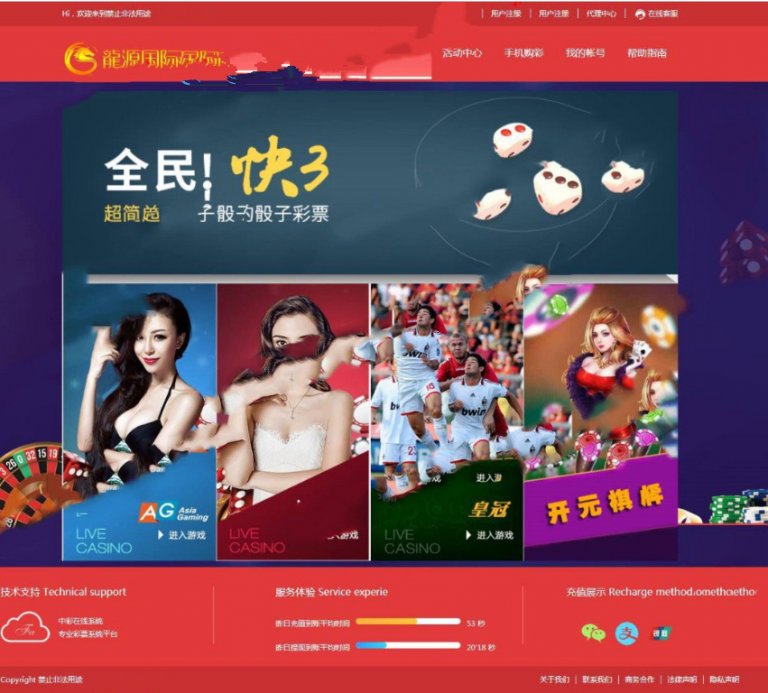 Hi，欢迎来到禁止非法用途
用户注册 | 用户注册 | 代理中心 | 在线客服
龍源国际
活动中心 手机购彩 我的帐号 帮助指南
全民! 快3
超简单 子骰子的骰子彩票
bwin
AG Asia Gaming
LIVE CASINO
进入游戏
LIVE CASINO
进入游戏
皇冠
LIVE CASINO
进入游戏
开元棋牌
技术支持 Technical support
服务体验 Service experie
充值展示 Recharge method
中彩在线系统
专业彩票系统平台
昨日充值到账平均时间 53 秒
昨日提现到账平均时间 20'18 秒
Copyright 禁止非法用途
关于我们 | 联系我们 | 商务合作 | 法律声明 | 隐私声明